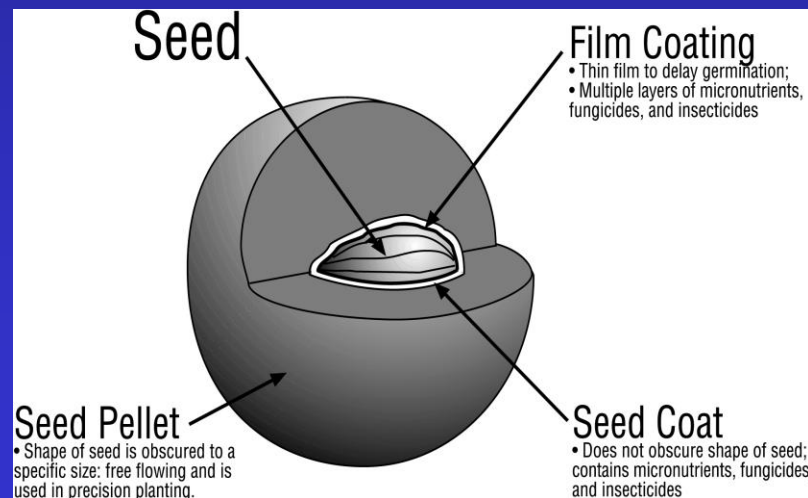 Seed
Film Coating
• Thin film to delay germination;
• Multiple layers of micronutrients,
fungicides, and insecticides
Seed Pellet
• Shape of seed is obscured to a
specific size: free flowing and is
used in precision planting.
Seed Coat
• Does not obscure shape of seed;
contains micronutrients, fungicides
and insecticides